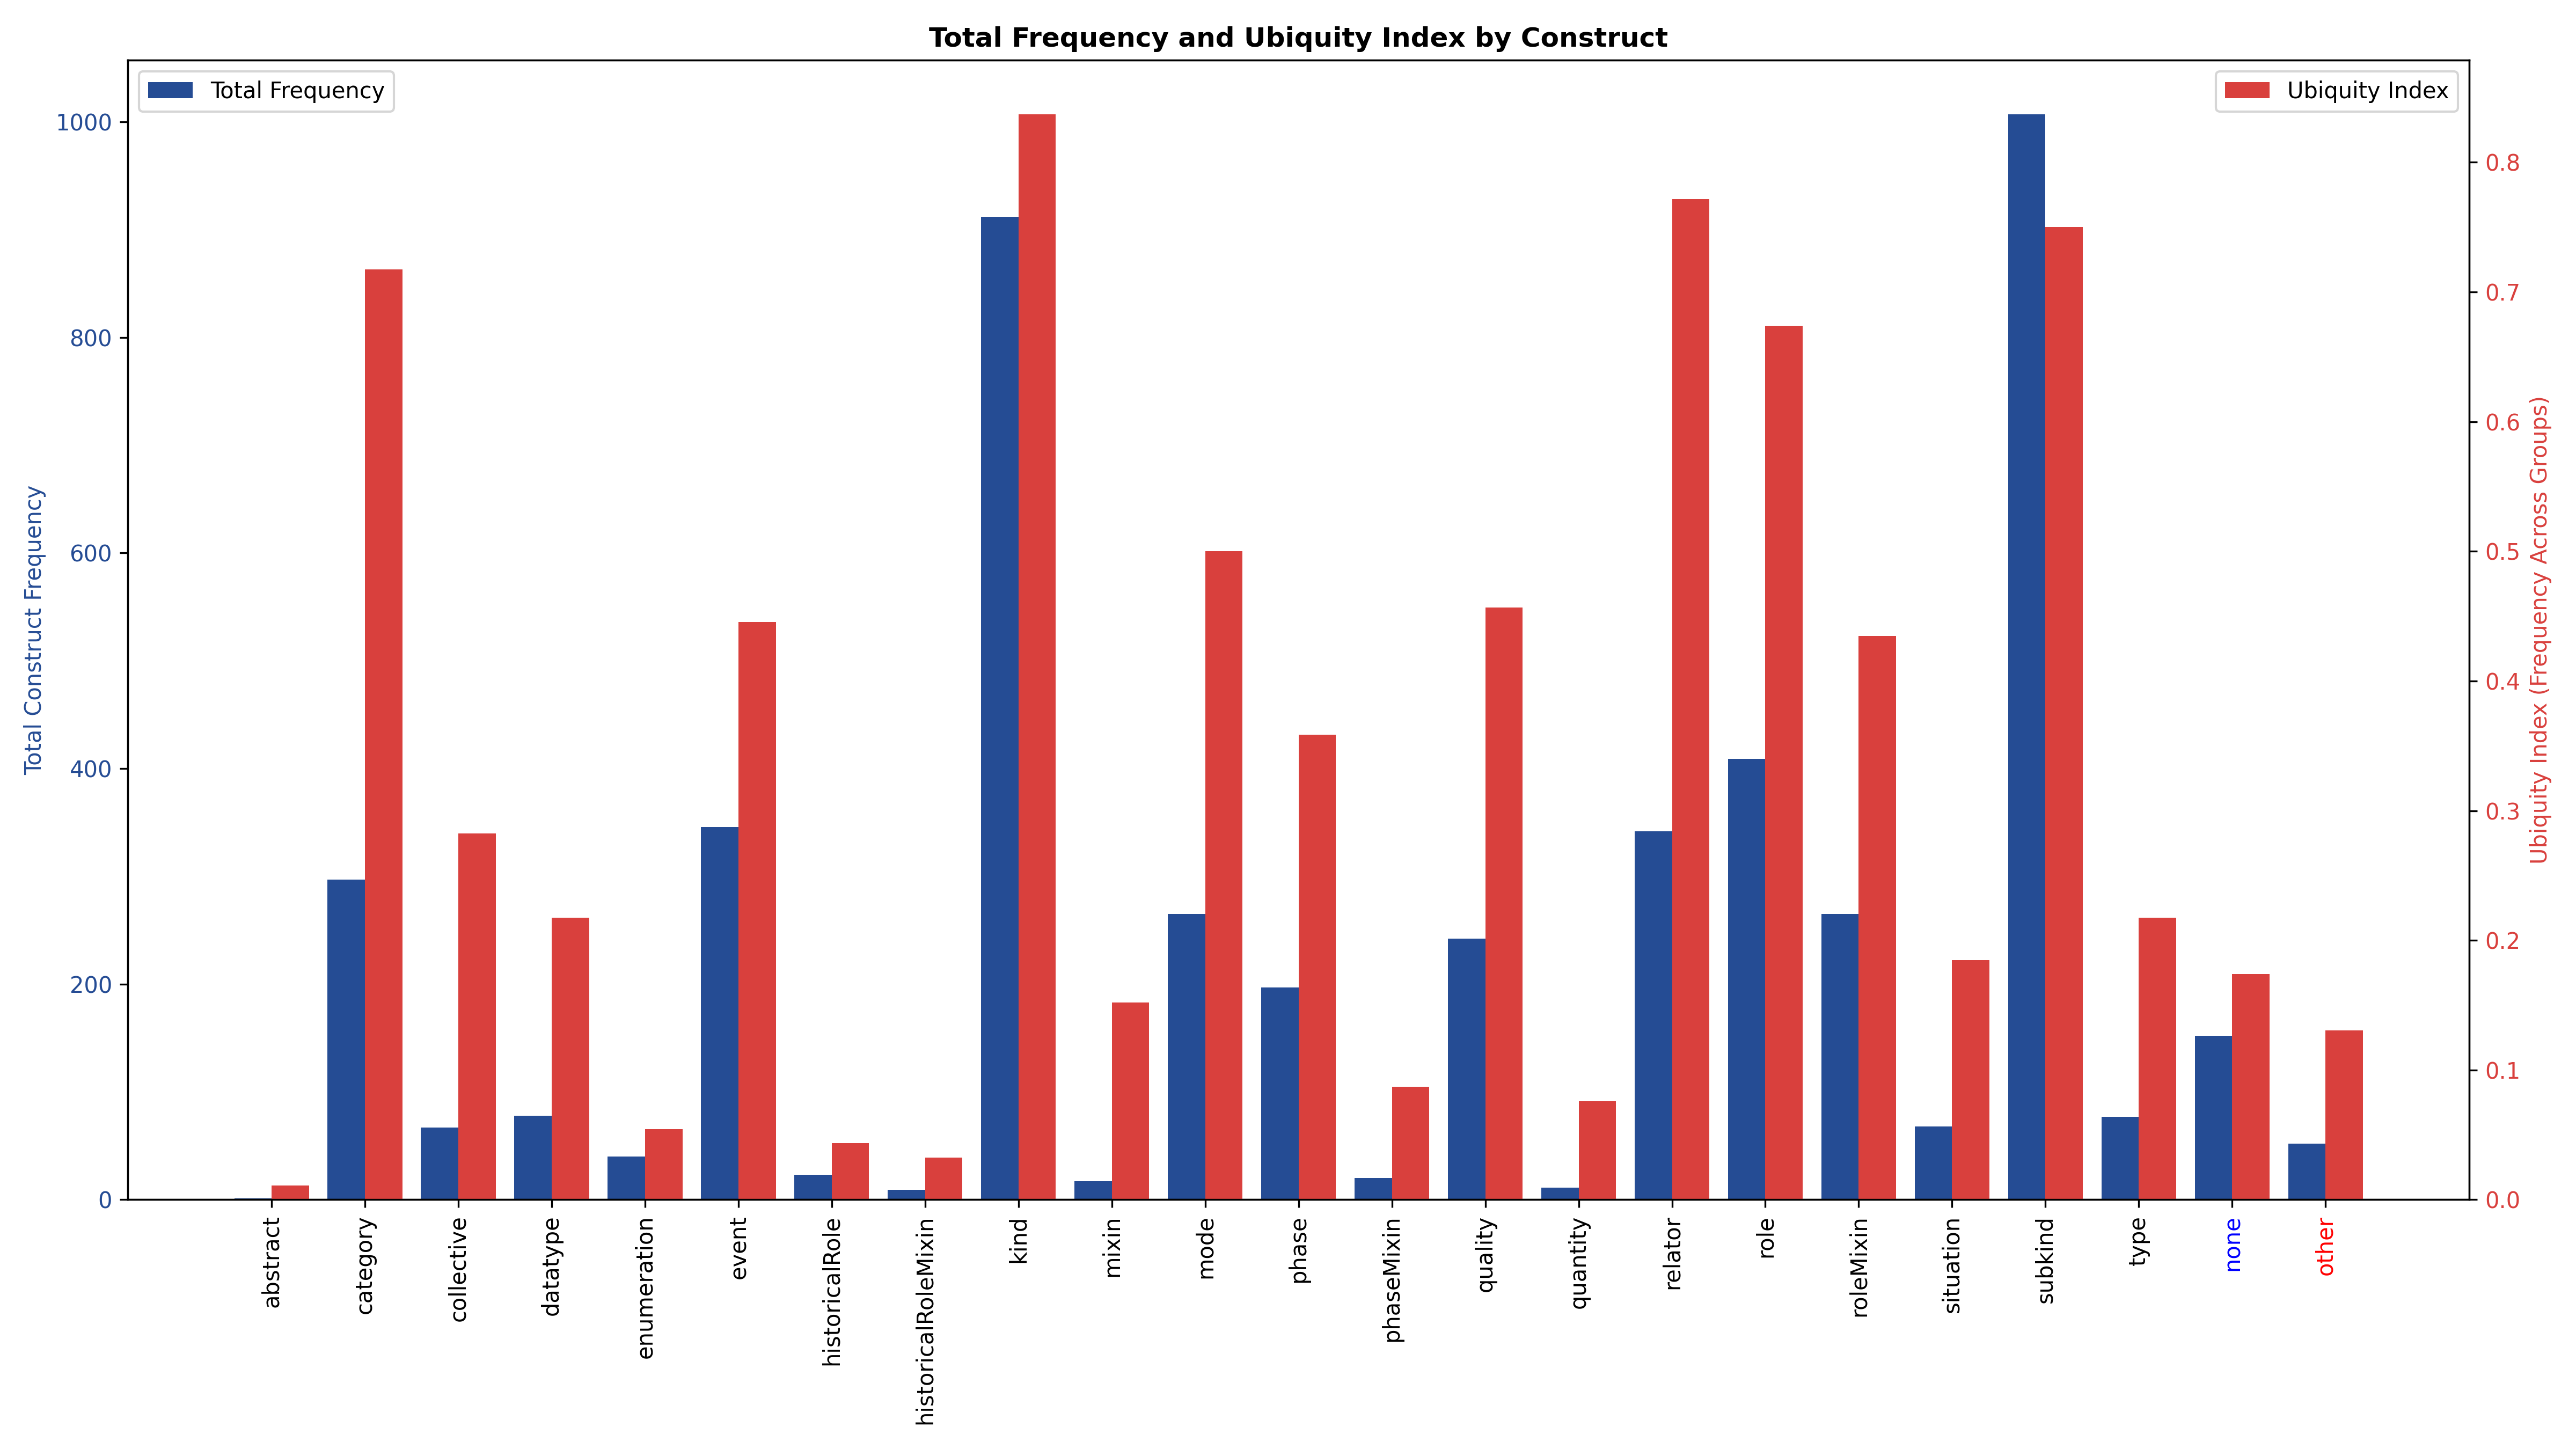 Total Frequency and Ubiquity Index by Construct
Total Frequency
Ubiquity Index
Total Construct Frequency
1000
800
600
400
200
0
Ubiquity Index (Frequency Across Groups)
0.8
0.7
0.6
0.5
0.4
0.3
0.2
0.1
0.0
abstract
category
collective
datatype
enumeration
event
historicalRole
historicalRoleMixin
kind
mixin
mode
phase
phaseMixin
quality
quantity
relator
role
roleMixin
situation
subkind
type
none
other